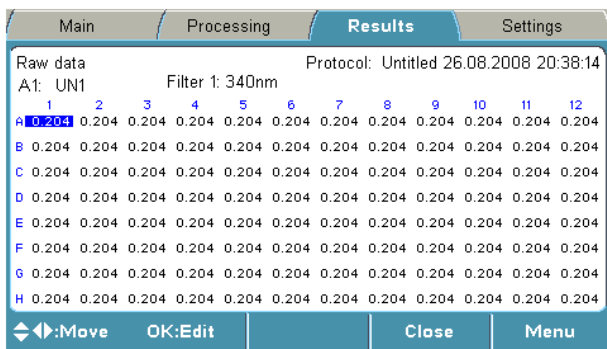 Main Processing Results Settings
Raw data Protocol: Untitled 26.08.2008 20:38:14
A1: UN1 Filter 1: 340nm
1 2 3 4 5 6 7 8 9 10 11 12
A 0.204 0.204 0.204 0.204 0.204 0.204 0.204 0.204 0.204 0.204 0.204 0.204
B 0.204 0.204 0.204 0.204 0.204 0.204 0.204 0.204 0.204 0.204 0.204 0.204
C 0.204 0.204 0.204 0.204 0.204 0.204 0.204 0.204 0.204 0.204 0.204 0.204
D 0.204 0.204 0.204 0.204 0.204 0.204 0.204 0.204 0.204 0.204 0.204 0.204
E 0.204 0.204 0.204 0.204 0.204 0.204 0.204 0.204 0.204 0.204 0.204 0.204
F 0.204 0.204 0.204 0.204 0.204 0.204 0.204 0.204 0.204 0.204 0.204 0.204
G 0.204 0.204 0.204 0.204 0.204 0.204 0.204 0.204 0.204 0.204 0.204 0.204
H 0.204 0.204 0.204 0.204 0.204 0.204 0.204 0.204 0.204 0.204 0.204 0.204
:Move OK:Edit Close Menu